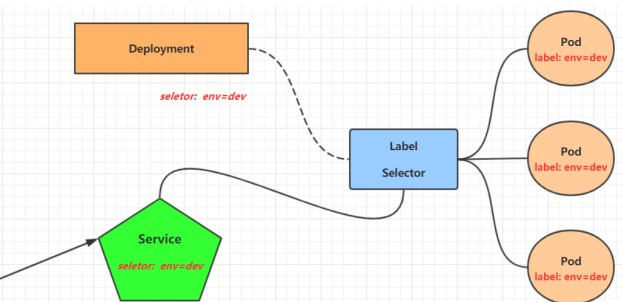 Deployment
seletor: env=dev
Label
Selector
Service
seletor: env=dev
Pod
label: env=dev
Pod
label: env=dev
Pod
label: env=dev